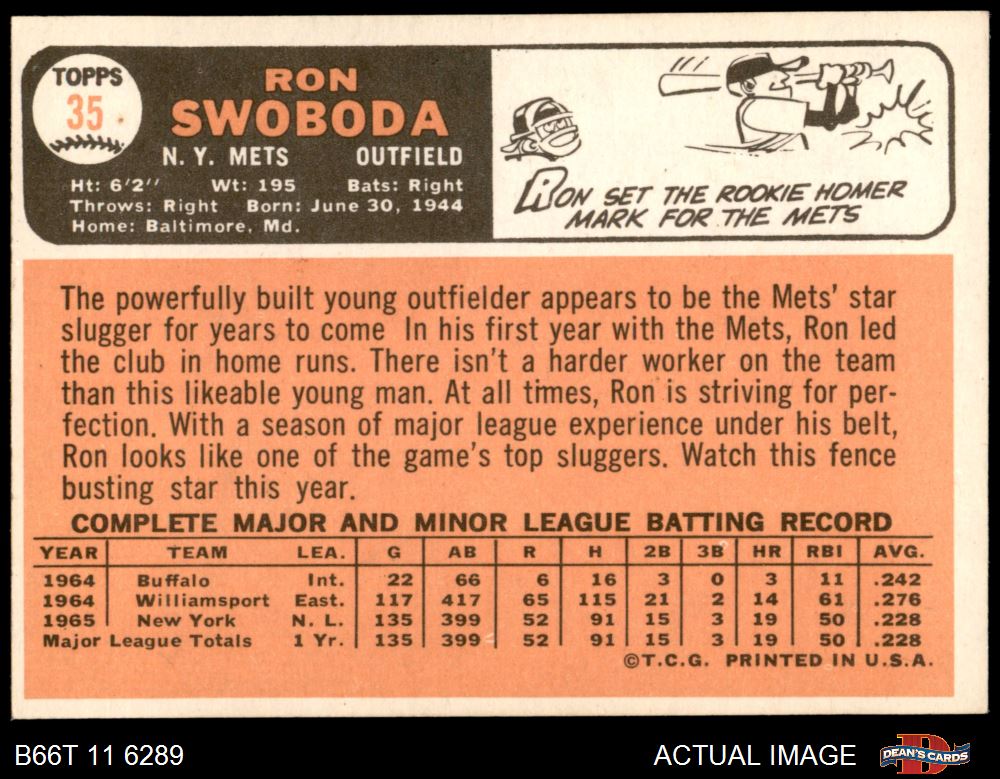 TOPPS
35
RON
SWOBODA
N. Y. METS OUTFIELD
Ht: 6'2" Wt: 195 Bats: Right
Throws: Right Born: June 30, 1944
Home: Baltimore, Md.
RON SET THE ROOKIE HOMER
MARK FOR THE METS
The powerfully built young outfielder appears to be the Mets' star
slugger for years to come In his first year with the Mets, Ron led
the club in home runs. There isn't a harder worker on the team
than this likeable young man. At all times, Ron is striving for per-
fection. With a season of major league experience under his belt,
Ron looks like one of the game's top sluggers. Watch this fence
busting star this year.
COMPLETE MAJOR AND MINOR LEAGUE BATTING RECORD
YEAR TEAM LEA. G AB R H 2B 3B HR RBI AVG.
1964 Buffalo Int. 22 66 6 16 3 0 3 11 .242
1964 Williamsport East. 117 417 65 115 21 2 14 61 .276
1965 New York N. L. 135 399 52 91 15 3 19 50 .228
Major League Totals 1 Yr. 135 399 52 91 15 3 19 50 .228
©T.C.G. PRINTED IN U.S.A.
B66T 11 6289 ACTUAL IMAGE DEAN'S CARDS